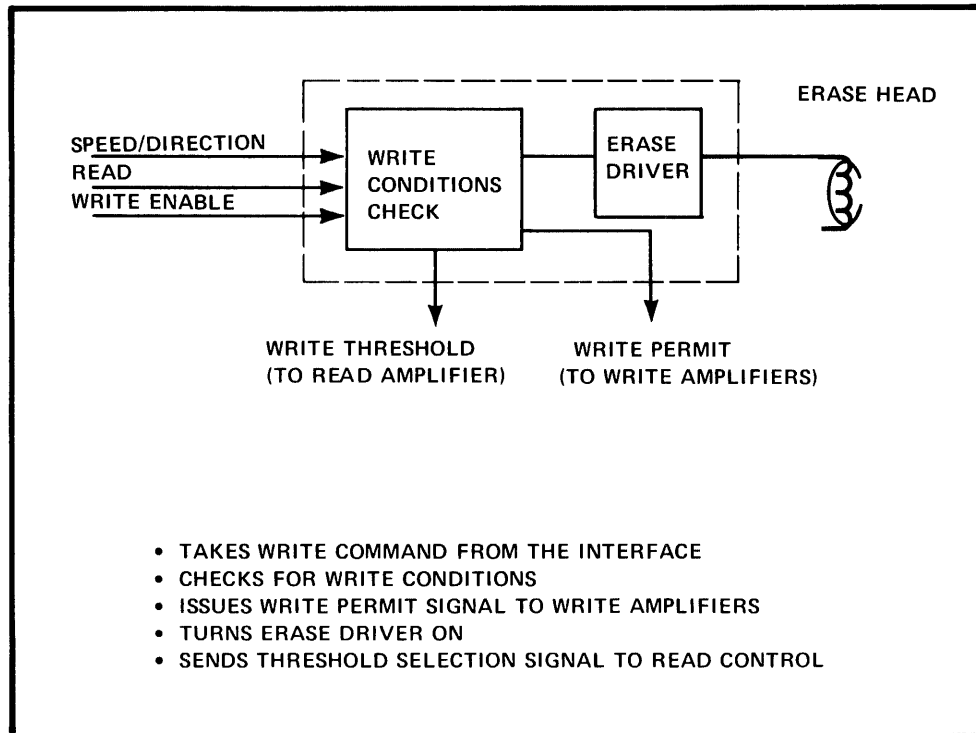 ERASE HEAD
SPEED/DIRECTION
READ
WRITE ENABLE
WRITE
CONDITIONS
CHECK
ERASE
DRIVER
WRITE THRESHOLD
(TO READ AMPLIFIER)
WRITE PERMIT
(TO WRITE AMPLIFIERS)
• TAKES WRITE COMMAND FROM THE INTERFACE
• CHECKS FOR WRITE CONDITIONS
• ISSUES WRITE PERMIT SIGNAL TO WRITE AMPLIFIERS
• TURNS ERASE DRIVER ON
• SENDS THRESHOLD SELECTION SIGNAL TO READ CONTROL